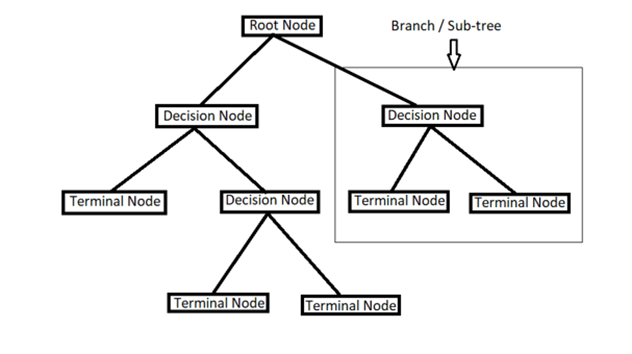 Root Node
Branch / Sub-tree
Decision Node
Decision Node
Terminal Node
Decision Node
Terminal Node
Terminal Node
Terminal Node
Terminal Node